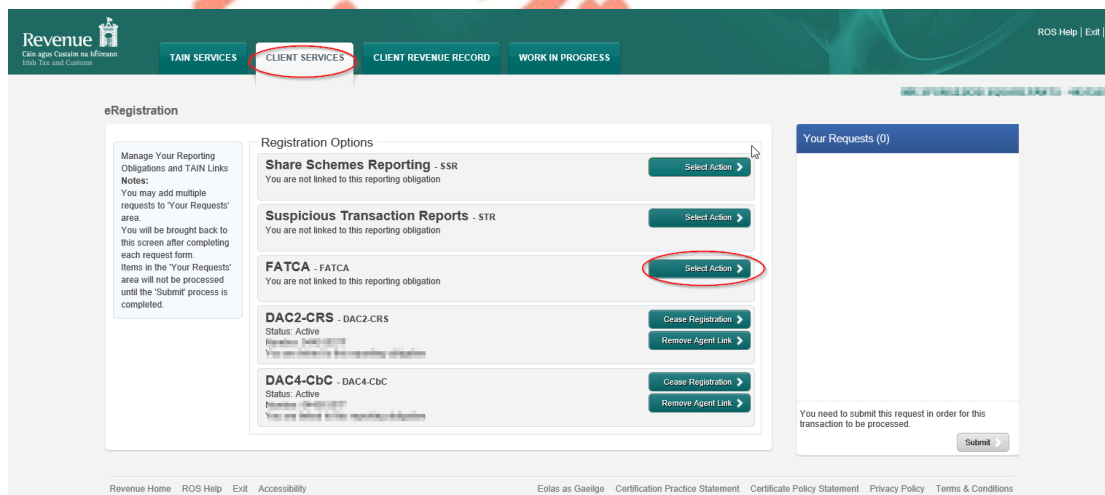 Revenue
Cáin agus Custaim na hÉireann
Irish Tax and Customs
TAIN SERVICES
CLIENT SERVICES
CLIENT REVENUE RECORD
WORK IN PROGRESS
ROS Help | Exit |
eRegistration
Manage Your Reporting
Obligations and TAIN Links
Notes:
You may add multiple
requests to 'Your Requests'
area.
You will be brought back to
this screen after completing
each request form.
Items in the 'Your Requests'
area will not be processed
until the 'Submit' process is
completed.
Registration Options
Share Schemes Reporting - SSR
You are not linked to this reporting obligation
Select Action
Suspicious Transaction Reports - STR
You are not linked to this reporting obligation
Select Action
FATCA - FATCA
You are not linked to this reporting obligation
Select Action
DAC2-CRS - DAC2-CRS
Status: Active
Cease Registration
Remove Agent Link
DAC4-CbC - DAC4-CbC
Status: Active
Cease Registration
Remove Agent Link
Your Requests (0)
You need to submit this request in order for this
transaction to be processed.
Submit
Revenue Home ROS Help Exit Accessibility
Eolas as Gaeilge Certification Practice Statement Certificate Policy Statement Privacy Policy Terms & Conditions